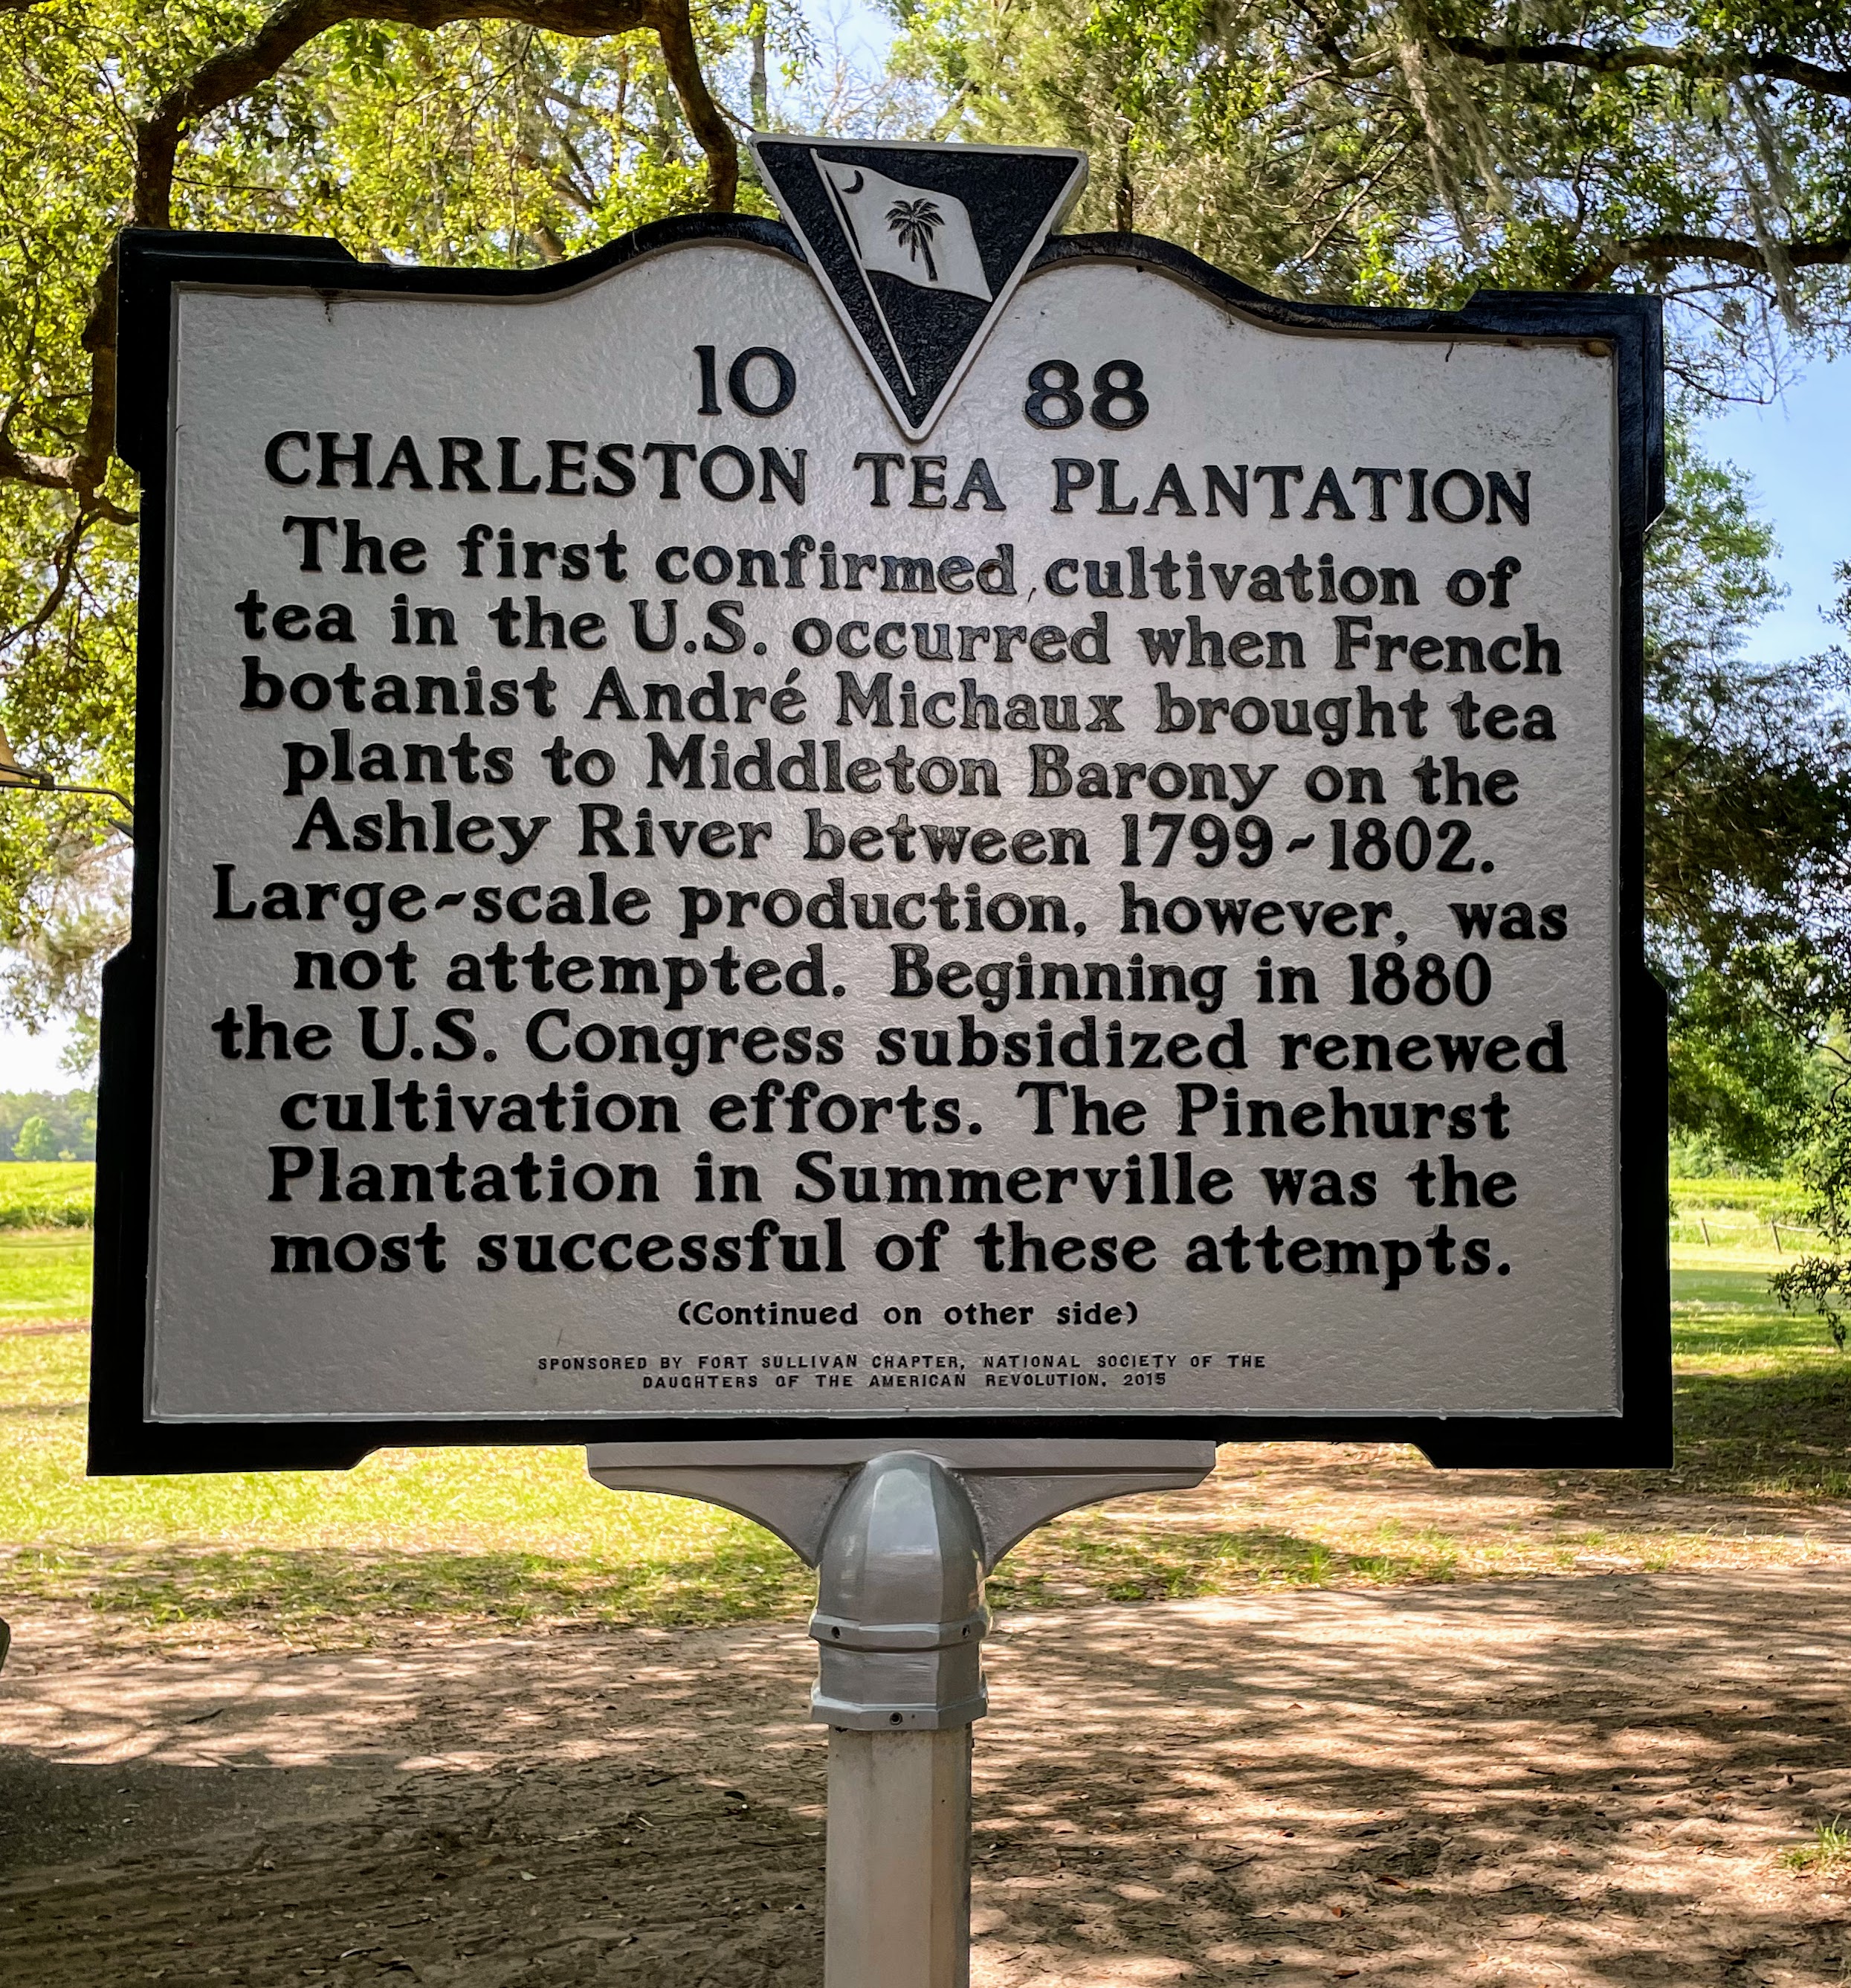 10 88
CHARLESTON TEA PLANTATION
The first confirmed cultivation of
tea in the U.S. occurred when French
botanist André Michaux brought tea
plants to Middleton Barony on the
Ashley River between 1799~1802.
Large~scale production, however, was
not attempted. Beginning in 1880
the U.S. Congress subsidized renewed
cultivation efforts. The Pinehurst
Plantation in Summerville was the
most successful of these attempts.
(Continued on other side)
SPONSORED BY FORT SULLIVAN CHAPTER, NATIONAL SOCIETY OF THE
DAUGHTERS OF THE AMERICAN REVOLUTION, 2015